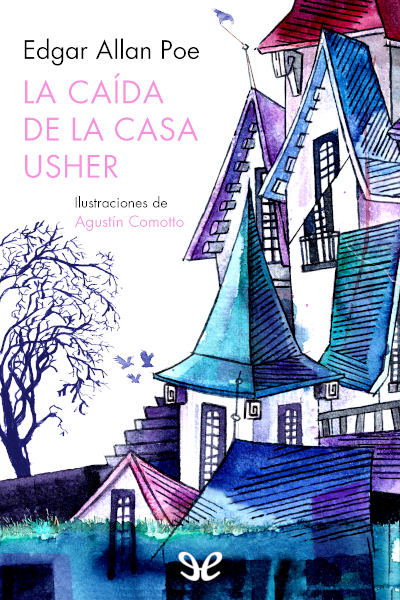 Edgar Allan Poe
LA CAÍDA
DE LA CASA
USHER
Ilustraciones de
Agustín Comotto